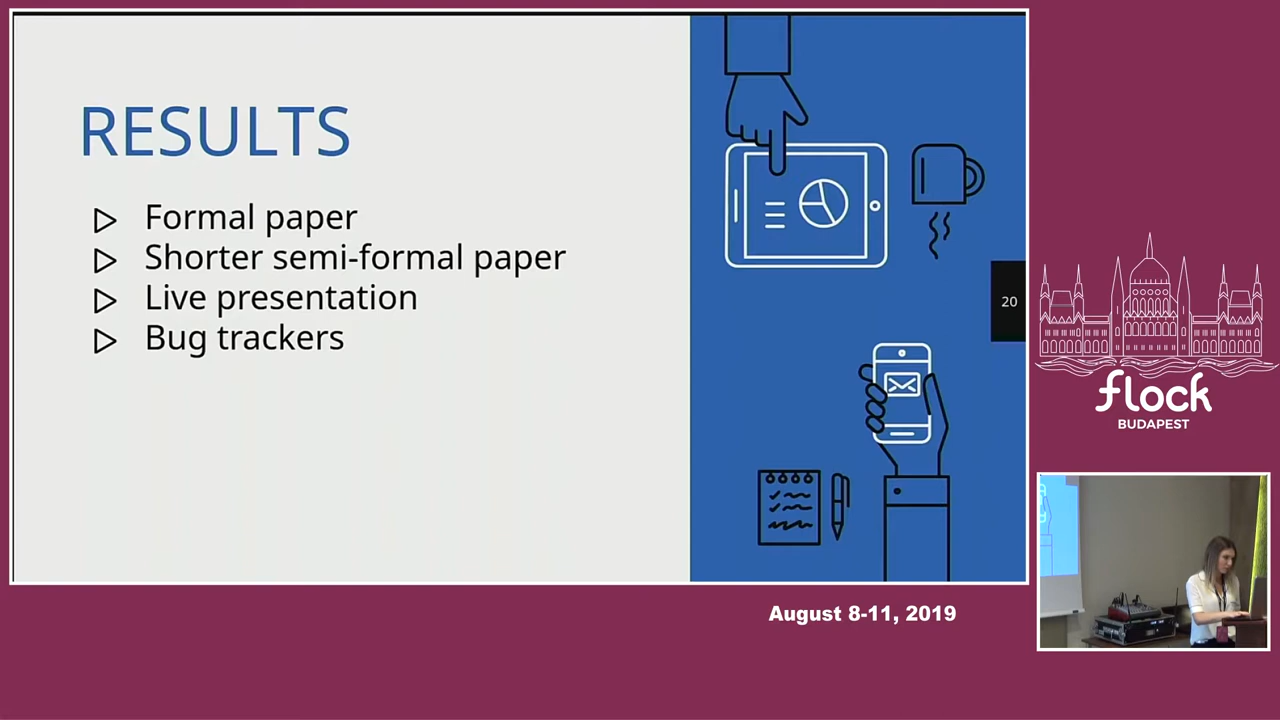 RESULTS
Formal paper
Shorter semi-formal paper
Live presentation
Bug trackers
20
flock
BUDAPEST
August 8-11, 2019